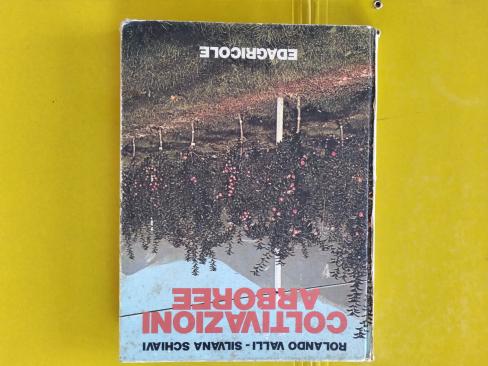 ROLANDO VALLI - SILVANA SCHIAVI
COLTIVAZIONI
ARBOREE
EDAGRICOLE